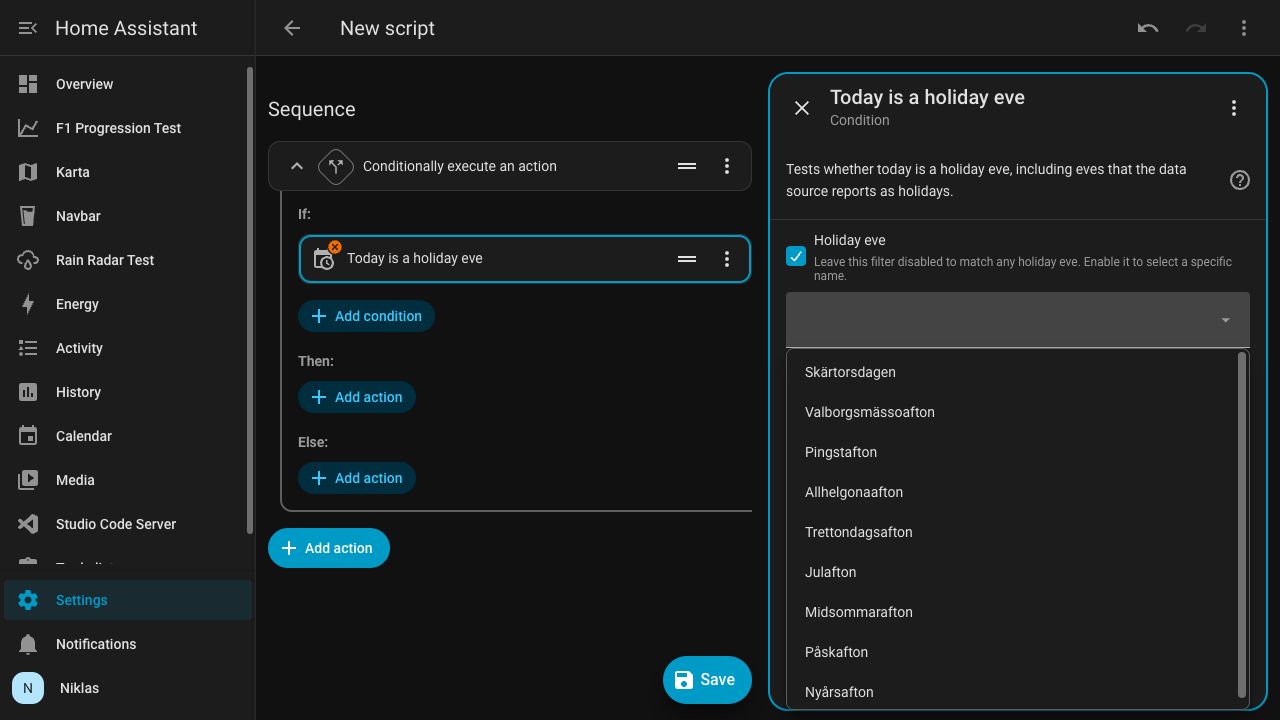 Home Assistant
New script
Overview
F1 Progression Test
Karta
Navbar
Rain Radar Test
Energy
Activity
History
Calendar
Media
Studio Code Server
Settings
Notifications
N
Niklas
Sequence
Conditionally execute an action
If:
Today is a holiday eve
Add condition
Then:
Add action
Else:
Add action
Add action
Save
Today is a holiday eve
Condition
Tests whether today is a holiday eve, including eves that the data
source reports as holidays.
Holiday eve
Leave this filter disabled to match any holiday eve. Enable it to select a specific
name.
Skärtorsdagen
Valborgsmässoafton
Pingstafton
Allhelgonaafton
Trettondagsafton
Julafton
Midsommarafton
Påskafton
Nyårsafton